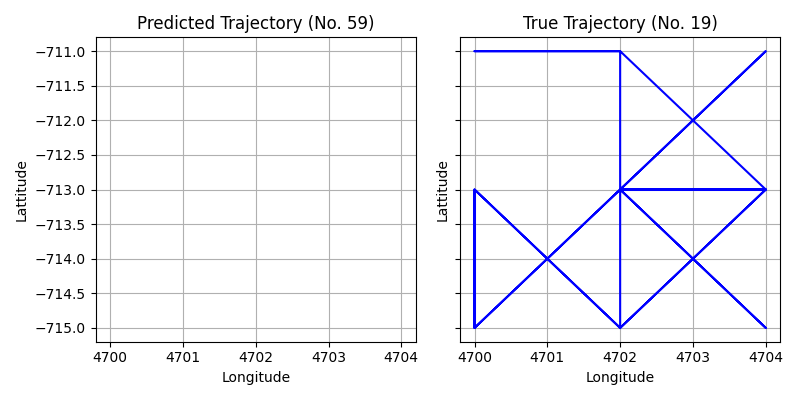 Predicted Trajectory (No. 59)
−711.0
−711.5
−712.0
−712.5
−713.0
−713.5
−714.0
−714.5
−715.0
Lattitude
4700 4701 4702 4703 4704
Longitude
True Trajectory (No. 19)
Lattitude
4700 4701 4702 4703 4704
Longitude